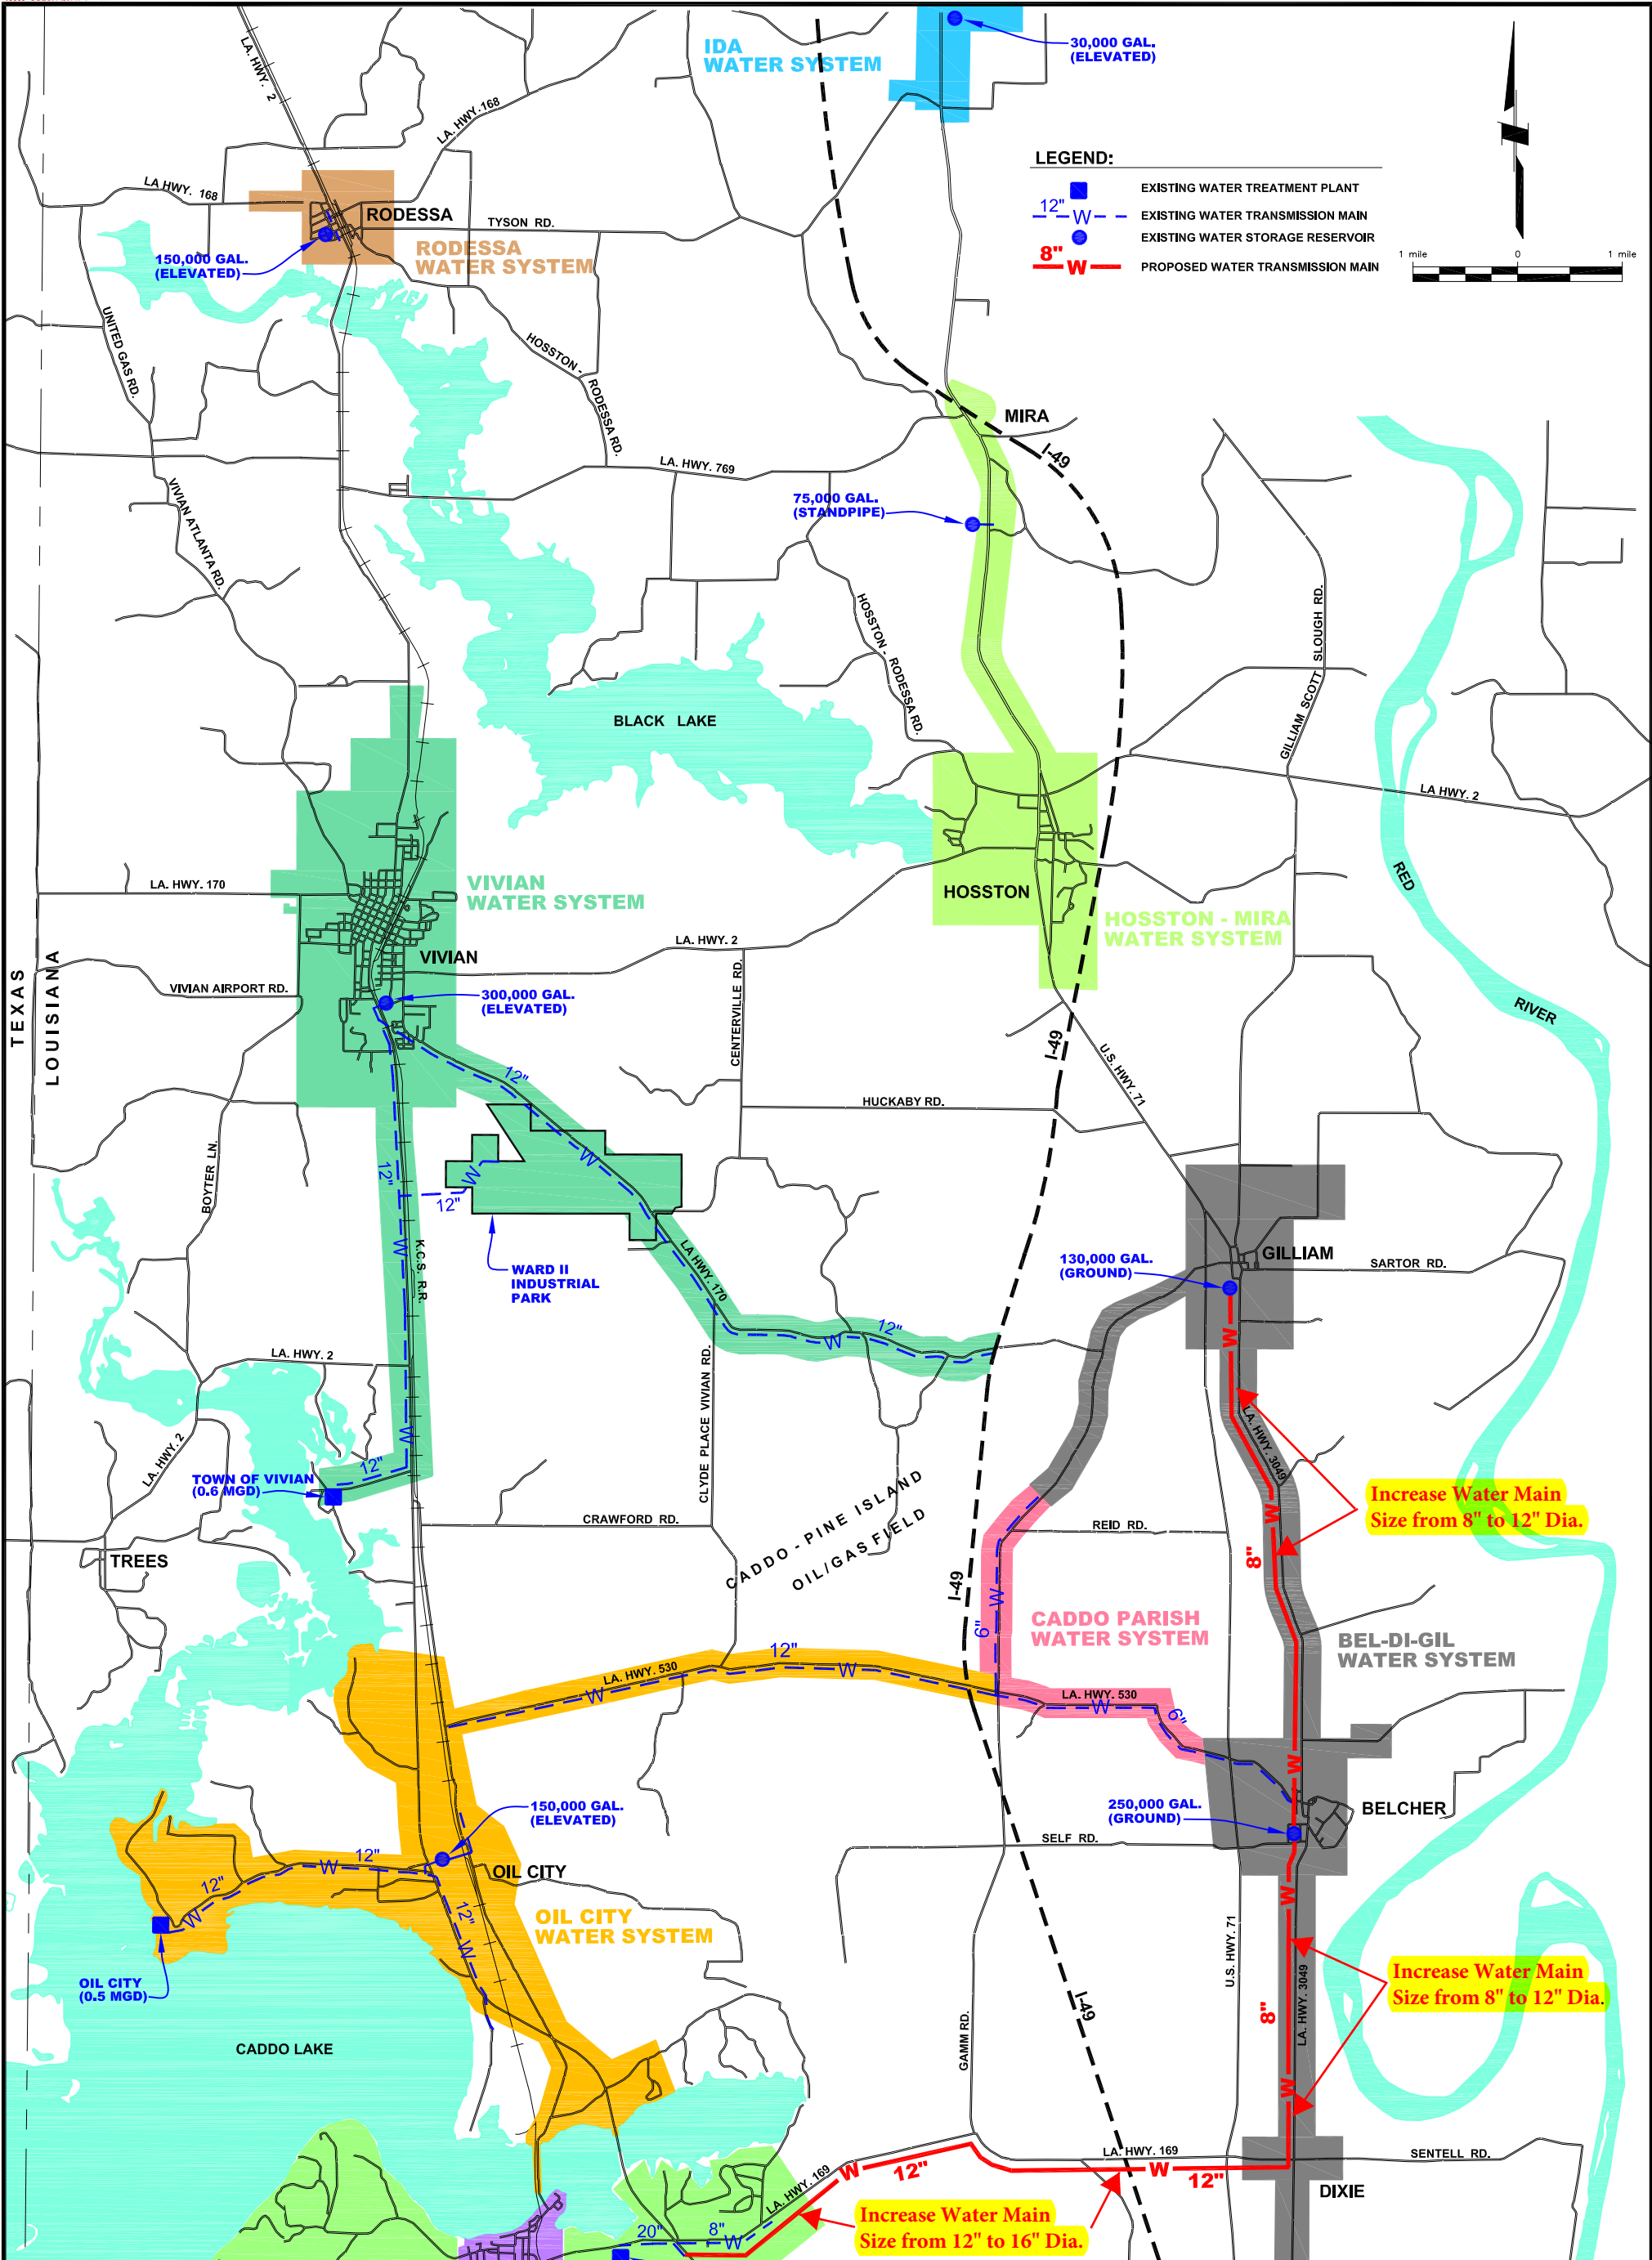 IDA
WATER SYSTEM
30,000 GAL.
(ELEVATED)
LA. HWY. 2
LA. HWY. 168
LEGEND:
EXISTING WATER TREATMENT PLANT
12" W
EXISTING WATER TRANSMISSION MAIN
EXISTING WATER STORAGE RESERVOIR
8" W
PROPOSED WATER TRANSMISSION MAIN
1 mile 0 1 mile
LA HWY. 168
RODESSA
TYSON RD.
RODESSA
WATER SYSTEM
150,000 GAL.
(ELEVATED)
UNITED GAS RD.
HOSSTON - RODESSA RD.
MIRA
I-49
LA. HWY. 769
75,000 GAL.
(STANDPIPE)
VIVIAN ATLANTA RD.
HOSSTON - RODESSA RD.
GILLIAM SCOTT SLOUGH RD.
BLACK LAKE
LA HWY. 2
RED
RIVER
LA. HWY. 170
VIVIAN
WATER SYSTEM
HOSSTON
HOSSTON - MIRA
WATER SYSTEM
VIVIAN
LA. HWY. 2
CENTERVILLE RD.
TEXAS
LOUISIANA
VIVIAN AIRPORT RD.
300,000 GAL.
(ELEVATED)
I-49
U.S. HWY. 71
12"
HUCKABY RD.
BOYTER LN.
12"
W
W
12"
W
K.C.S. R.R.
WARD II
INDUSTRIAL
PARK
LA HWY. 170
130,000 GAL.
(GROUND)
GILLIAM
SARTOR RD.
W
12"
W
LA. HWY. 2
CLYDE PLACE VIVIAN RD.
LA. HWY. 3049
W
LA. HWY. 2
12"
TOWN OF VIVIAN
(0.6 MGD)
Increase Water Main
Size from 8" to 12" Dia.
CRAWFORD RD.
CADDO - PINE ISLAND
OIL/GAS FIELD
REID RD.
W
8"
TREES
I-49
W
6"
CADDO PARISH
WATER SYSTEM
BEL-DI-GIL
WATER SYSTEM
12"
W
LA. HWY. 530
W
LA. HWY. 530
W
6"
W
150,000 GAL.
(ELEVATED)
250,000 GAL.
(GROUND)
BELCHER
SELF RD.
12"
W
12"
W
OIL CITY
12"
W
W
OIL CITY
WATER SYSTEM
U.S. HWY. 71
OIL CITY
(0.5 MGD)
Increase Water Main
Size from 8" to 12" Dia.
8"
LA. HWY. 3049
I-49
GAMM RD.
CADDO LAKE
W
LA. HWY. 169
SENTELL RD.
W 12"
W
12"
LA. HWY. 169
DIXIE
Increase Water Main
Size from 12" to 16" Dia.
20"
8"
W